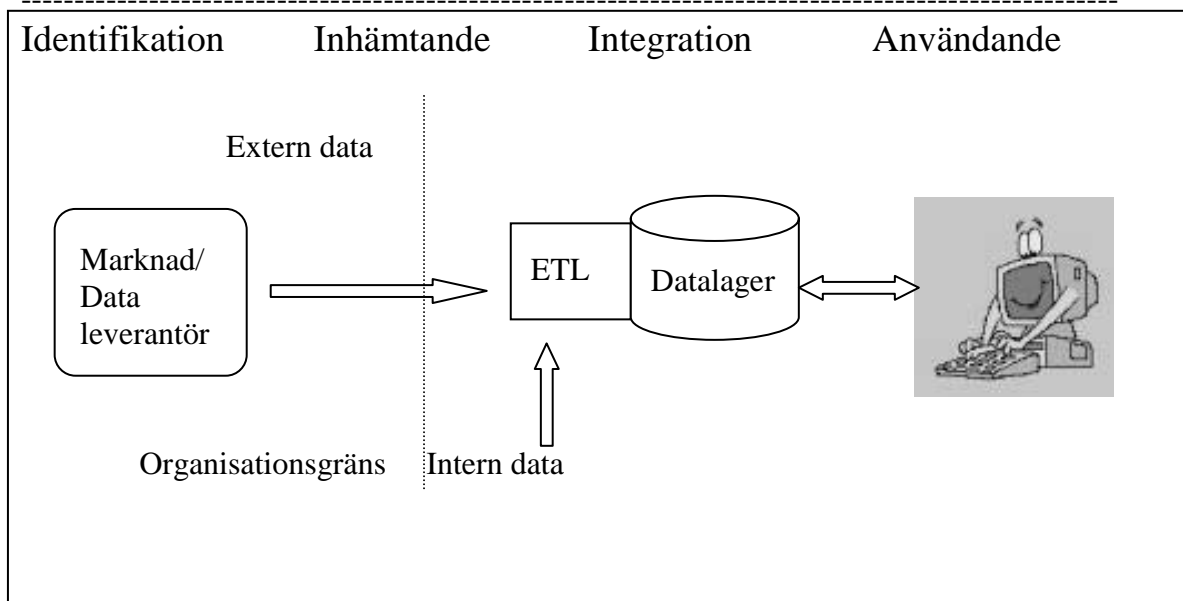 Identifikation Inhämtande Integration Användande
Extern data
Marknad/
Data
leverantör
ETL
Datalager
Organisationsgräns
Intern data